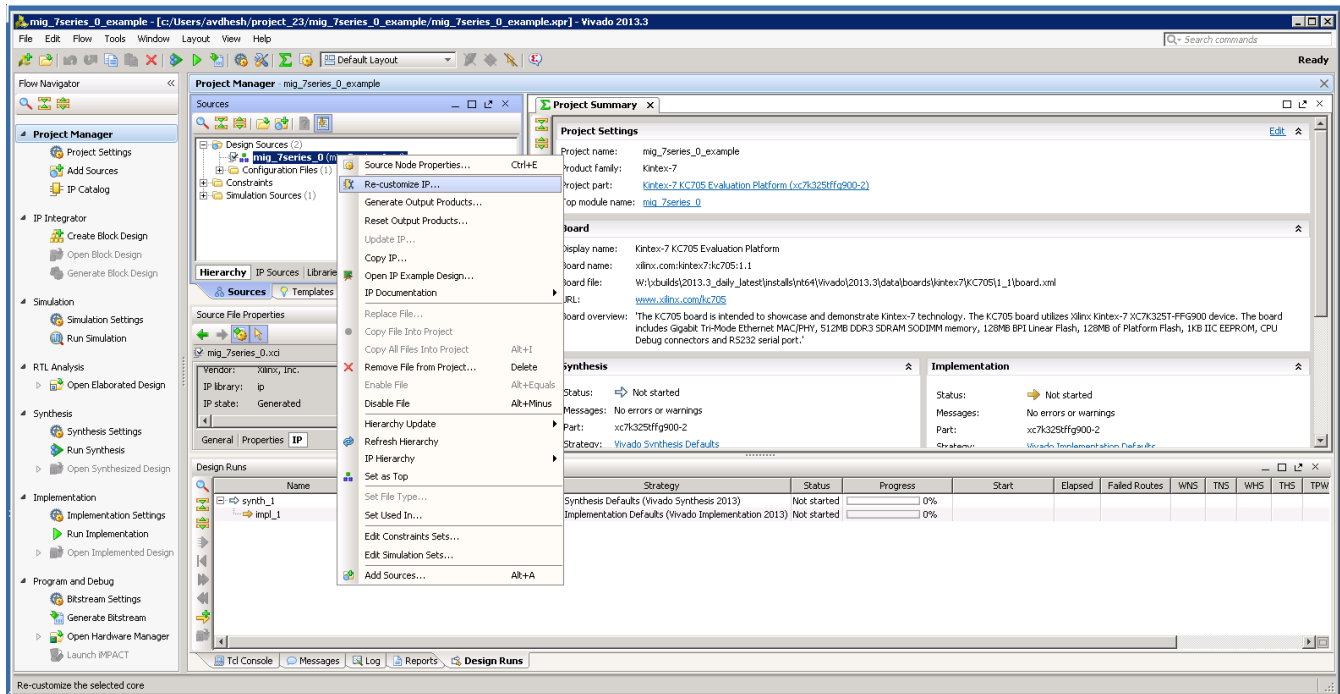 mig_7series_0_example - [c:/Users/avdhesh/project_23/mig_7series_0_example/mig_7series_0_example.xpr] - Vivado 2013.3
File Edit Flow Tools Window Layout View Help
Search commands
Default Layout
Ready
Flow Navigator
Project Manager
Project Settings
Add Sources
IP Catalog
IP Integrator
Create Block Design
Open Block Design
Generate Block Design
Simulation
Simulation Settings
Run Simulation
RTL Analysis
Open Elaborated Design
Synthesis
Synthesis Settings
Run Synthesis
Open Synthesized Design
Implementation
Implementation Settings
Run Implementation
Open Implemented Design
Program and Debug
Bitstream Settings
Generate Bitstream
Open Hardware Manager
Launch iMPACT
Project Manager - mig_7series_0_example
Sources
Design Sources (2)
mig_7series_0 (m
Configuration Files (1)
Constraints
Simulation Sources (1)
Hierarchy IP Sources Librarie
Sources Templates
Source File Properties
mig_7series_0.xci
Vendor: Xilinx, Inc.
IP library: ip
IP state: Generated
General Properties IP
Source Node Properties... Ctrl+E
Re-customize IP...
Generate Output Products...
Reset Output Products...
Update IP...
Copy IP...
Open IP Example Design...
IP Documentation
Replace File...
Copy File Into Project
Copy All Files Into Project Alt+I
Remove File from Project... Delete
Enable File Alt+Equals
Disable File Alt+Minus
Hierarchy Update
Refresh Hierarchy
IP Hierarchy
Set as Top
Set File Type...
Set Used In...
Edit Constraints Sets...
Edit Simulation Sets...
Add Sources... Alt+A
Project Summary
Project Settings Edit
Project name: mig_7series_0_example
Product family: Kintex-7
Project part: Kintex-7 KC705 Evaluation Platform (xc7k325tffg900-2)
Top module name: mig_7series_0
Board
Display name: Kintex-7 KC705 Evaluation Platform
Board name: xilinx.com:kintex7:kc705:1.1
Board file: W:\xbuilds\2013.3_daily_latest\installs\nt64\Vivado\2013.3\data\boards\kintex7\KC705\1_1\board.xml
URL: www.xilinx.com/kc705
Board overview: 'The KC705 board is intended to showcase and demonstrate Kintex-7 technology. The KC705 board utilizes Xilinx Kintex-7 XC7K325T-FFG900 device. The board
includes Gigabit Tri-Mode Ethernet MAC/PHY, 512MB DDR3 SDRAM SODIMM memory, 128MB BPI Linear Flash, 128MB of Platform Flash, 1KB IIC EEPROM, CPU
Debug connectors and RS232 serial port.'
Synthesis
Status: Not started
Messages: No errors or warnings
Part: xc7k325tffg900-2
Strategy: Vivado Synthesis Defaults
Implementation
Status: Not started
Messages: No errors or warnings
Part: xc7k325tffg900-2
Strategy: Vivado Implementation Defaults
Design Runs
Name Strategy Status Progress Start Elapsed Failed Routes WNS TNS WHS THS TPW
synth_1 Synthesis Defaults (Vivado Synthesis 2013) Not started 0%
impl_1 Implementation Defaults (Vivado Implementation 2013) Not started 0%
Tcl Console Messages Log Reports Design Runs
Re-customize the selected core